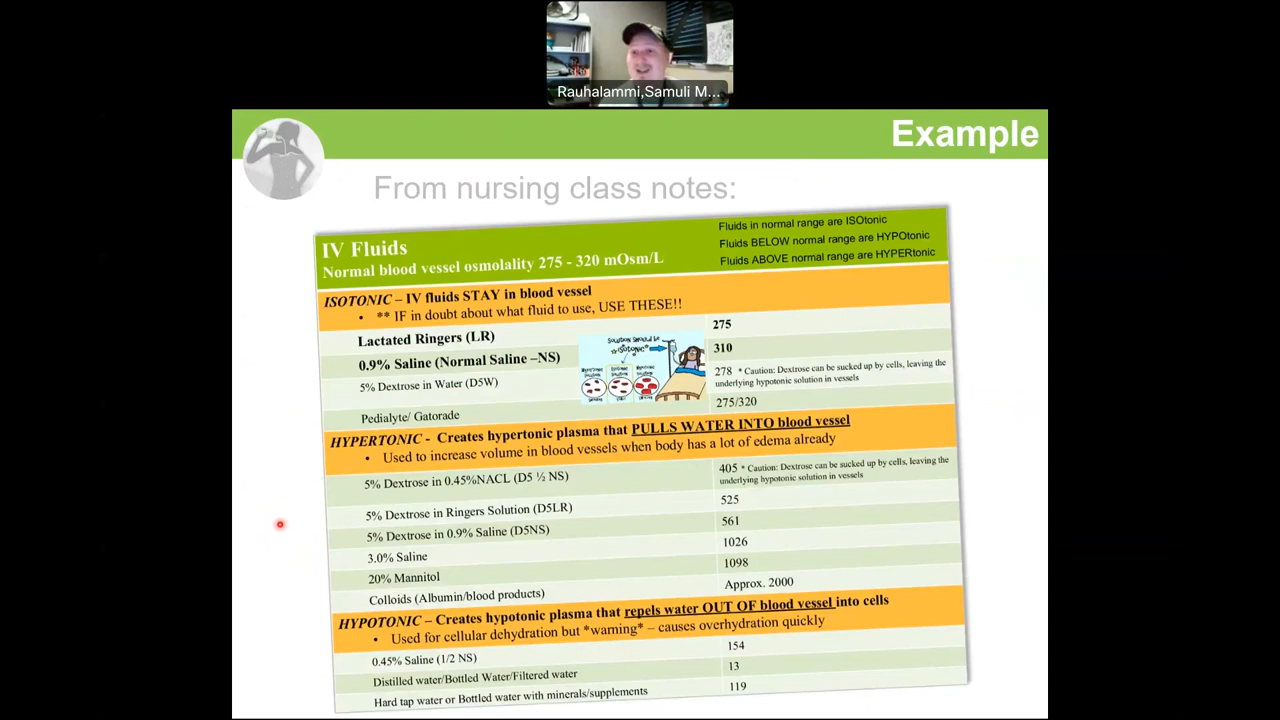 Rauhalammi,Samuli M...
Example
From nursing class notes:
IV Fluids
Normal blood vessel osmolality 275 - 320 mOsm/L
Fluids in normal range are ISOtonic
Fluids BELOW normal range are HYPOtonic
Fluids ABOVE normal range are HYPERtonic
ISOTONIC – IV fluids STAY in blood vessel
• ** IF in doubt about what fluid to use, USE THESE!!
Lactated Ringers (LR) 275
0.9% Saline (Normal Saline –NS) 310
5% Dextrose in Water (D5W) 278 * Caution: Dextrose can be sucked up by cells, leaving the
underlying hypotonic solution in vessels
Pedialyte/ Gatorade 275/320
SOLUTION SHOULD BE
*ISOTONIC*
HYPERTONIC - Creates hypertonic plasma that PULLS WATER INTO blood vessel
• Used to increase volume in blood vessels when body has a lot of edema already
5% Dextrose in 0.45%NACL (D5 ½ NS) 405 * Caution: Dextrose can be sucked up by cells, leaving the
underlying hypotonic solution in vessels
5% Dextrose in Ringers Solution (D5LR) 525
5% Dextrose in 0.9% Saline (D5NS) 561
3.0% Saline 1026
20% Mannitol 1098
Colloids (Albumin/blood products) Approx. 2000
HYPOTONIC – Creates hypotonic plasma that repels water OUT OF blood vessel into cells
• Used for cellular dehydration but *warning* – causes overhydration quickly
0.45% Saline (1/2 NS) 154
Distilled water/Bottled Water/Filtered water 13
Hard tap water or Bottled water with minerals/supplements 119